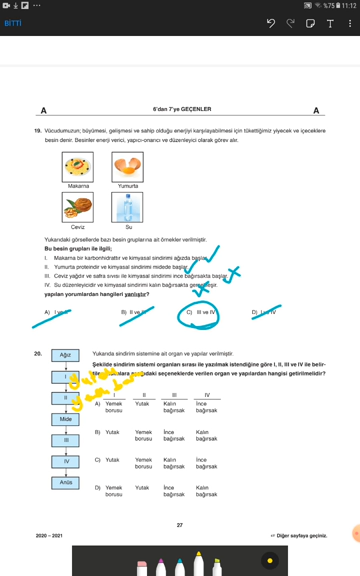 %75 11:12
BİTTİ
T
A
6'dan 7'ye GEÇENLER
A
19. Vücudumuzun; büyümesi, gelişmesi ve sahip olduğu enerjiyi karşılayabilmesi için tükettiğimiz yiyecek ve içeceklere
besin denir. Besinler enerji verici, yapıcı-onarıcı ve düzenleyici olarak görev alır.
Makarna
Yumurta
Ceviz
Su
Yukarıdaki görsellerde bazı besin gruplarına ait örnekler verilmiştir.
Bu besin grupları ile ilgili;
I. Makarna bir karbonhidrattır ve kimyasal sindirimi ağızda başlar.
II. Yumurta proteindir ve kimyasal sindirimi midede başlar.
III. Ceviz yağdır ve safra sıvısı ile kimyasal sindirimi ince bağırsakta başlar.
IV. Su düzenleyicidir ve kimyasal sindirimi kalın bağırsakta gerçekleşir.
yapılan yorumlardan hangileri yanlıştır?
A) I ve II
B) II ve
C) III ve IV
D) I ve IV
20.
Yukarıda sindirim sistemine ait organ ve yapılar verilmiştir.
Şekilde sindirim sistemi organları sırası ile yapılmak istendiğine göre I, II, III ve IV ile belir-
aşağıdaki seçeneklerde verilen organ ve yapılardan hangisi getirilmelidir?
Ağız
I
II
Mide
III
IV
Anüs
I II III IV
A) Yemek borusu Yutak Kalın bağırsak İnce bağırsak
B) Yutak Yemek borusu İnce bağırsak Kalın bağırsak
C) Yutak Yemek borusu Kalın bağırsak İnce bağırsak
D) Yemek borusu Yutak İnce bağırsak Kalın bağırsak
27
2020 – 2021
Diğer sayfaya geçiniz.